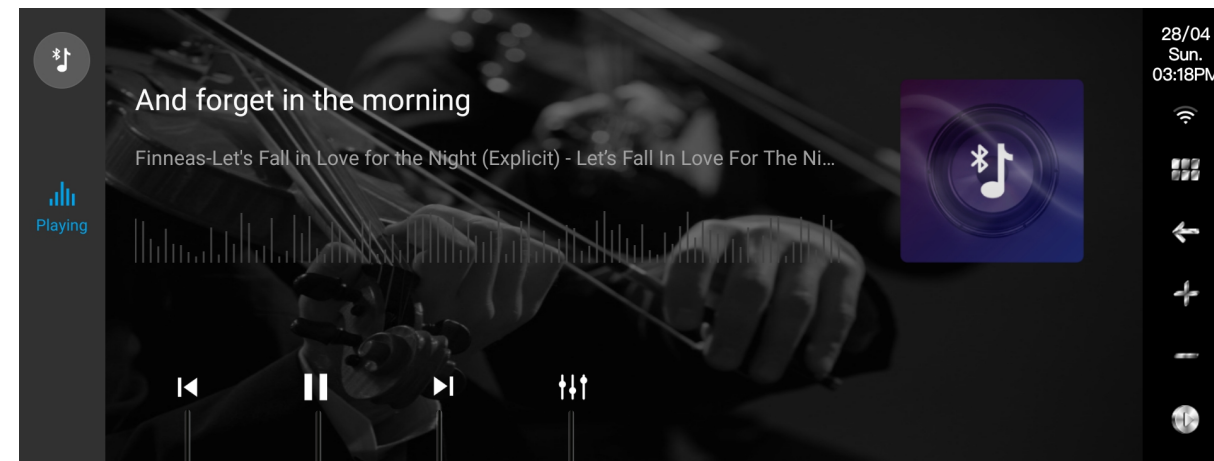 28/04
Sun.
03:18PM
And forget in the morning
Finneas-Let's Fall in Love for the Night (Explicit) - Let’s Fall In Love For The Ni...
Playing